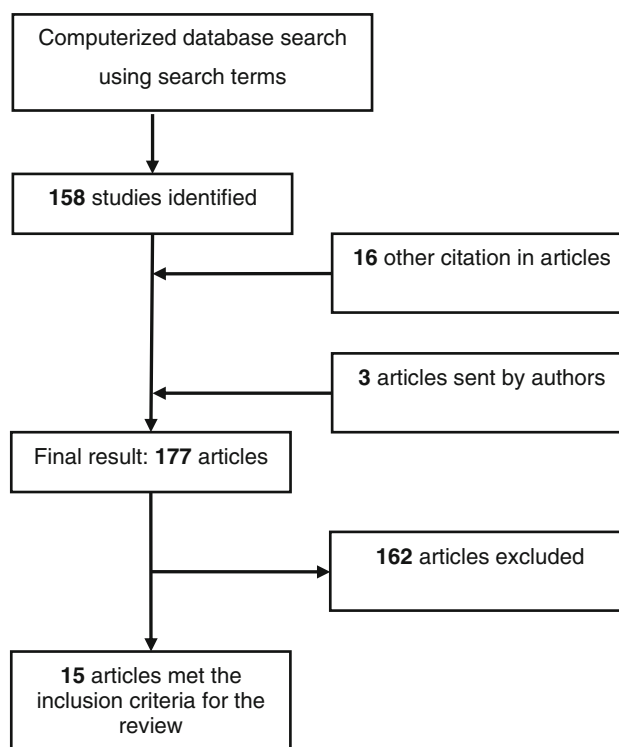 Computerized database search
using search terms
158 studies identified
16 other citation in articles
3 articles sent by authors
Final result: 177 articles
162 articles excluded
15 articles met the
inclusion criteria for the
review